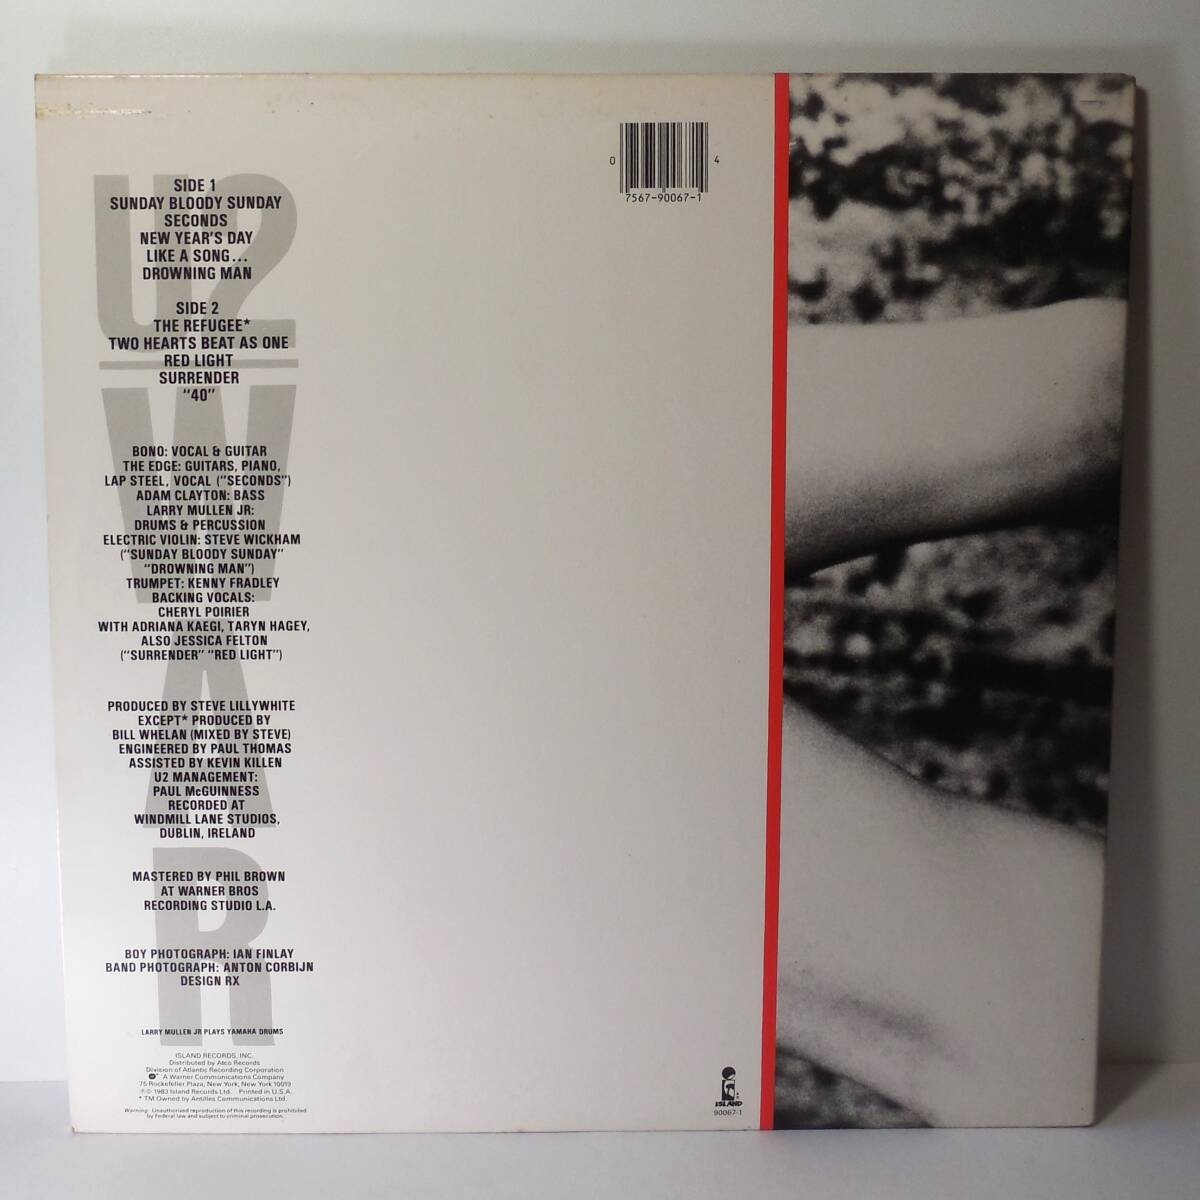 U2
WAR
SIDE 1
SUNDAY BLOODY SUNDAY
SECONDS
NEW YEAR'S DAY
LIKE A SONG...
DROWNING MAN
SIDE 2
THE REFUGEE*
TWO HEARTS BEAT AS ONE
RED LIGHT
SURRENDER
"40"
BONO: VOCAL & GUITAR
THE EDGE: GUITARS, PIANO,
LAP STEEL, VOCAL ("SECONDS")
ADAM CLAYTON: BASS
LARRY MULLEN JR:
DRUMS & PERCUSSION
ELECTRIC VIOLIN: STEVE WICKHAM
("SUNDAY BLOODY SUNDAY"
"DROWNING MAN")
TRUMPET: KENNY FRADLEY
BACKING VOCALS:
CHERYL POIRIER
WITH ADRIANA KAEGI, TARYN HAGEY,
ALSO JESSICA FELTON
("SURRENDER" "RED LIGHT")
PRODUCED BY STEVE LILLYWHITE
EXCEPT* PRODUCED BY
BILL WHELAN (MIXED BY STEVE)
ENGINEERED BY PAUL THOMAS
ASSISTED BY KEVIN KILLEN
U2 MANAGEMENT:
PAUL McGUINNESS
RECORDED AT
WINDMILL LANE STUDIOS,
DUBLIN, IRELAND
MASTERED BY PHIL BROWN
AT WARNER BROS
RECORDING STUDIO L.A.
BOY PHOTOGRAPH: IAN FINLAY
BAND PHOTOGRAPH: ANTON CORBIJN
DESIGN RX
LARRY MULLEN JR PLAYS YAMAHA DRUMS
ISLAND RECORDS, INC.
Distributed by Atco Records
Division of Atlantic Recording Corporation
A Warner Communications Company
75 Rockefeller Plaza, New York, New York 10019
℗© 1983 Island Records Ltd. Printed in U.S.A.
* TM Owned by Antilles Communications Ltd.
Warning: Unauthorized reproduction of this recording is prohibited
by Federal law and subject to criminal prosecution.
0 4
7567-90067-1
ISLAND
90067-1